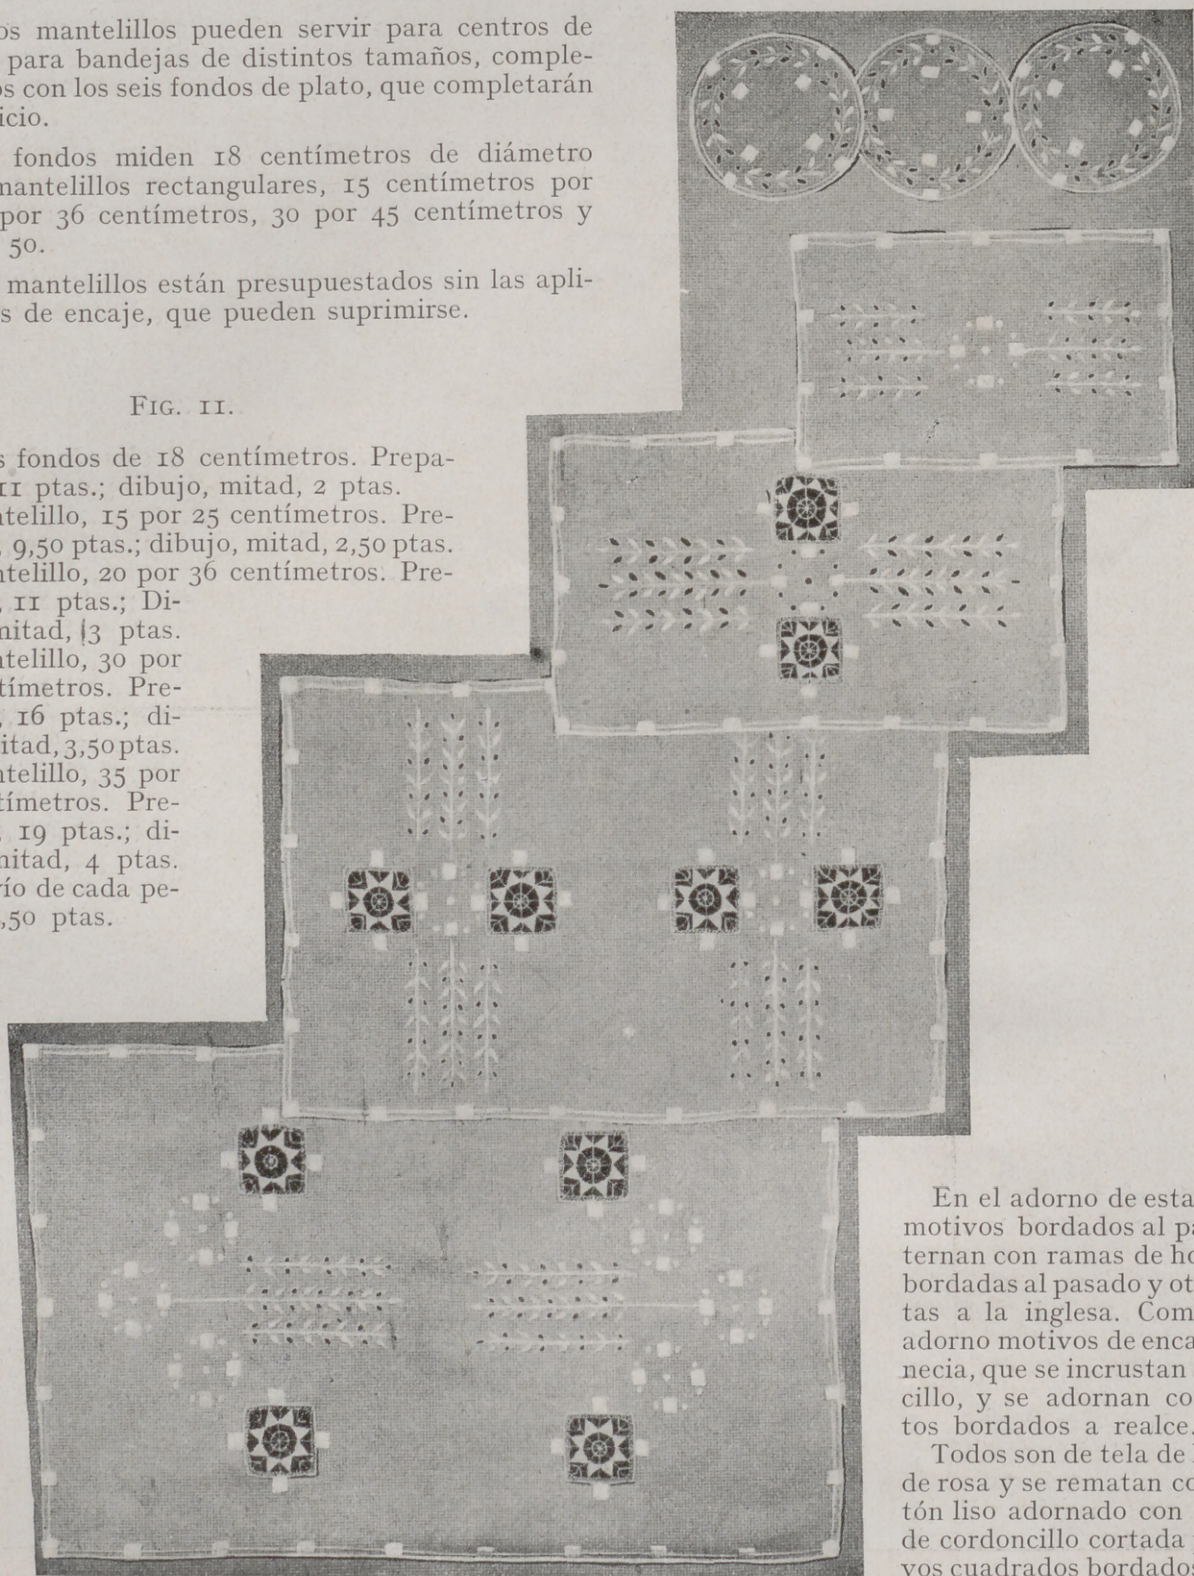 os mantelillos pueden servir para centros de
para bandejas de distintos tamaños, comple-
os con los seis fondos de plato, que completarán
icio.
fondos miden 18 centímetros de diámetro
mantelillos rectangulares, 15 centímetros por
por 36 centímetros, 30 por 45 centímetros y
50.
mantelillos están presupuestados sin las apli-
s de encaje, que pueden suprimirse.
FIG. 11.
s fondos de 18 centímetros. Prepa-
11 ptas.; dibujo, mitad, 2 ptas.
ntelillo, 15 por 25 centímetros. Pre-
, 9,50 ptas.; dibujo, mitad, 2,50 ptas.
ntelillo, 20 por 36 centímetros. Pre-
, 11 ptas.; Di-
mitad, 3 ptas.
ntelillo, 30 por
tímetros. Pre-
, 16 ptas.; di-
itad, 3,50 ptas.
ntelillo, 35 por
tímetros. Pre-
; 19 ptas.; di-
mitad, 4 ptas.
río de cada pe-
,50 ptas.
En el adorno de esta
motivos bordados al pa
ternan con ramas de ho
bordadas al pasado y ot
tas a la inglesa. Com
adorno motivos de enca
necia, que se incrustan
cillo, y se adornan co
tos bordados a realce.
Todos son de tela de
de rosa y se rematan co
tón liso adornado con
de cordoncillo cortada
vos cuadrados bordados